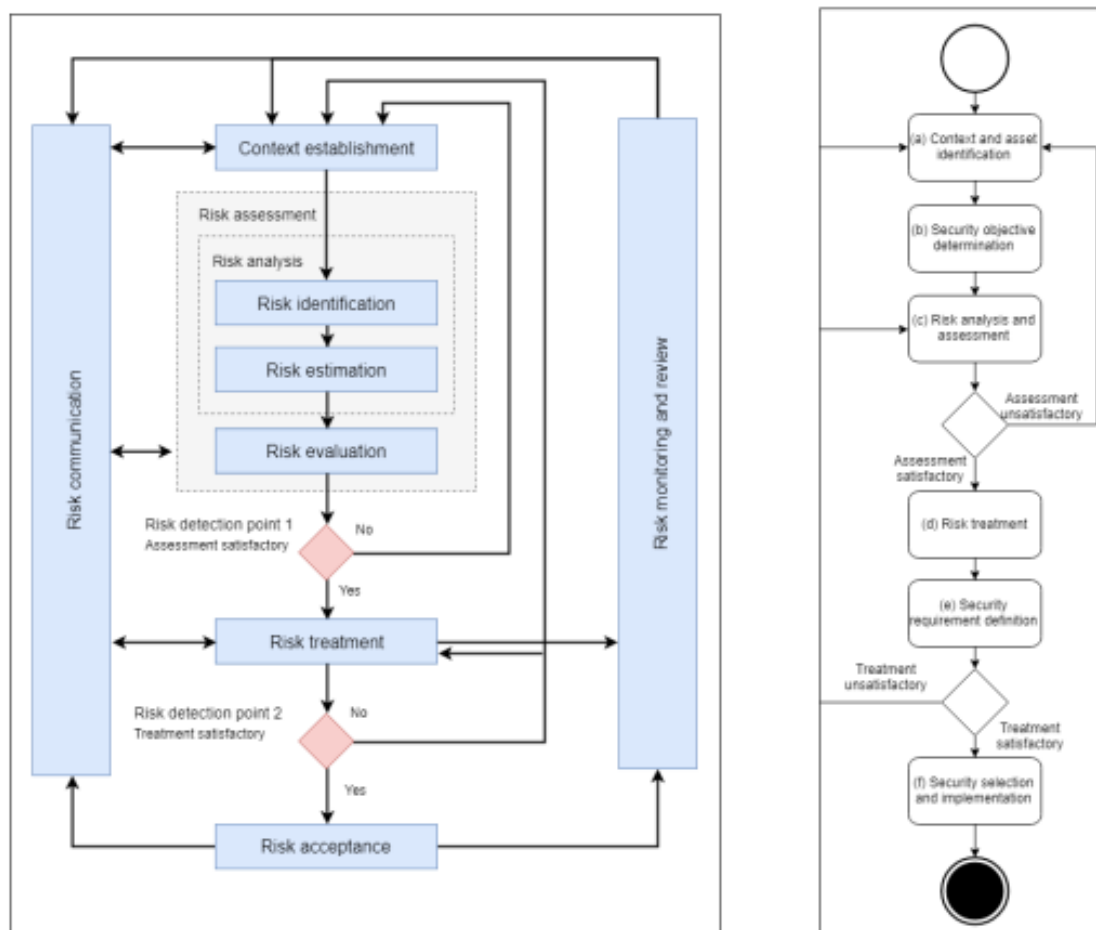 Context establishment
Risk assessment
Risk analysis
Risk identification
Risk estimation
Risk evaluation
Risk communication
Risk monitoring and review
Risk detection point 1
Assessment satisfactory
No
Yes
Risk treatment
Risk detection point 2
Treatment satisfactory
No
Yes
Risk acceptance
(a) Context and asset
identification
(b) Security objective
determination
(c) Risk analysis and
assessment
Assessment
unsatisfactory
Assessment
satisfactory
(d) Risk treatment
(e) Security
requirement definition
Treatment
unsatisfactory
Treatment
satisfactory
(f) Security selection
and implementation